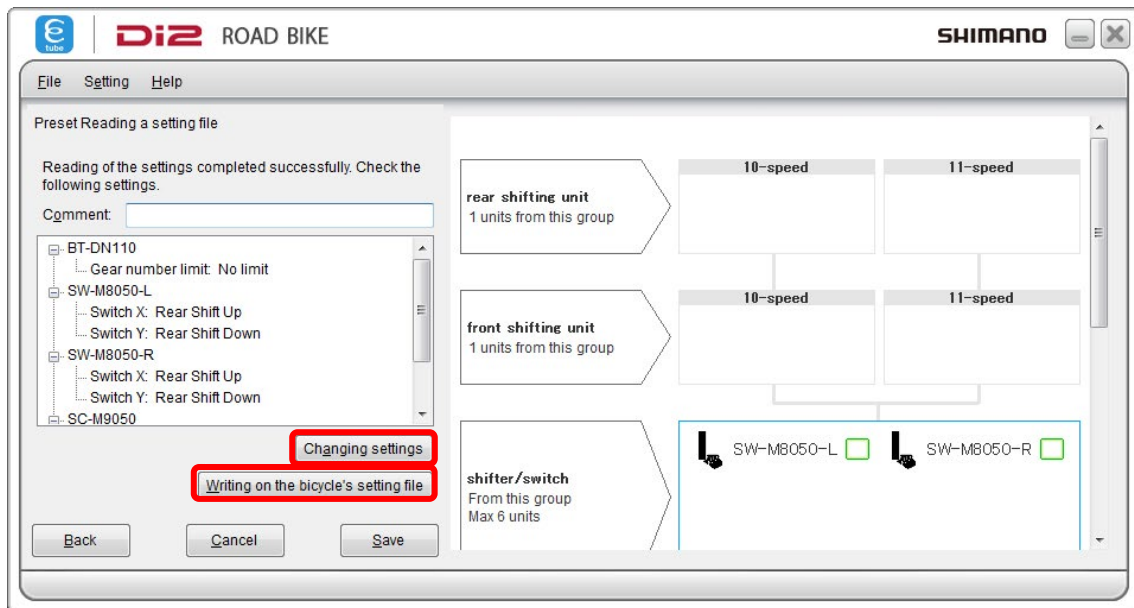 e tube Di2 ROAD BIKE SHIMANO
File Setting Help
Preset Reading a setting file
Reading of the settings completed successfully. Check the
following settings.
Comment:
BT-DN110
Gear number limit: No limit
SW-M8050-L
Switch X: Rear Shift Up
Switch Y: Rear Shift Down
SW-M8050-R
Switch X: Rear Shift Up
Switch Y: Rear Shift Down
SC-M9050
Changing settings
Writing on the bicycle's setting file
Back Cancel Save
rear shifting unit
1 units from this group
10-speed 11-speed
front shifting unit
1 units from this group
10-speed 11-speed
shifter/switch
From this group
Max 6 units
SW-M8050-L SW-M8050-R